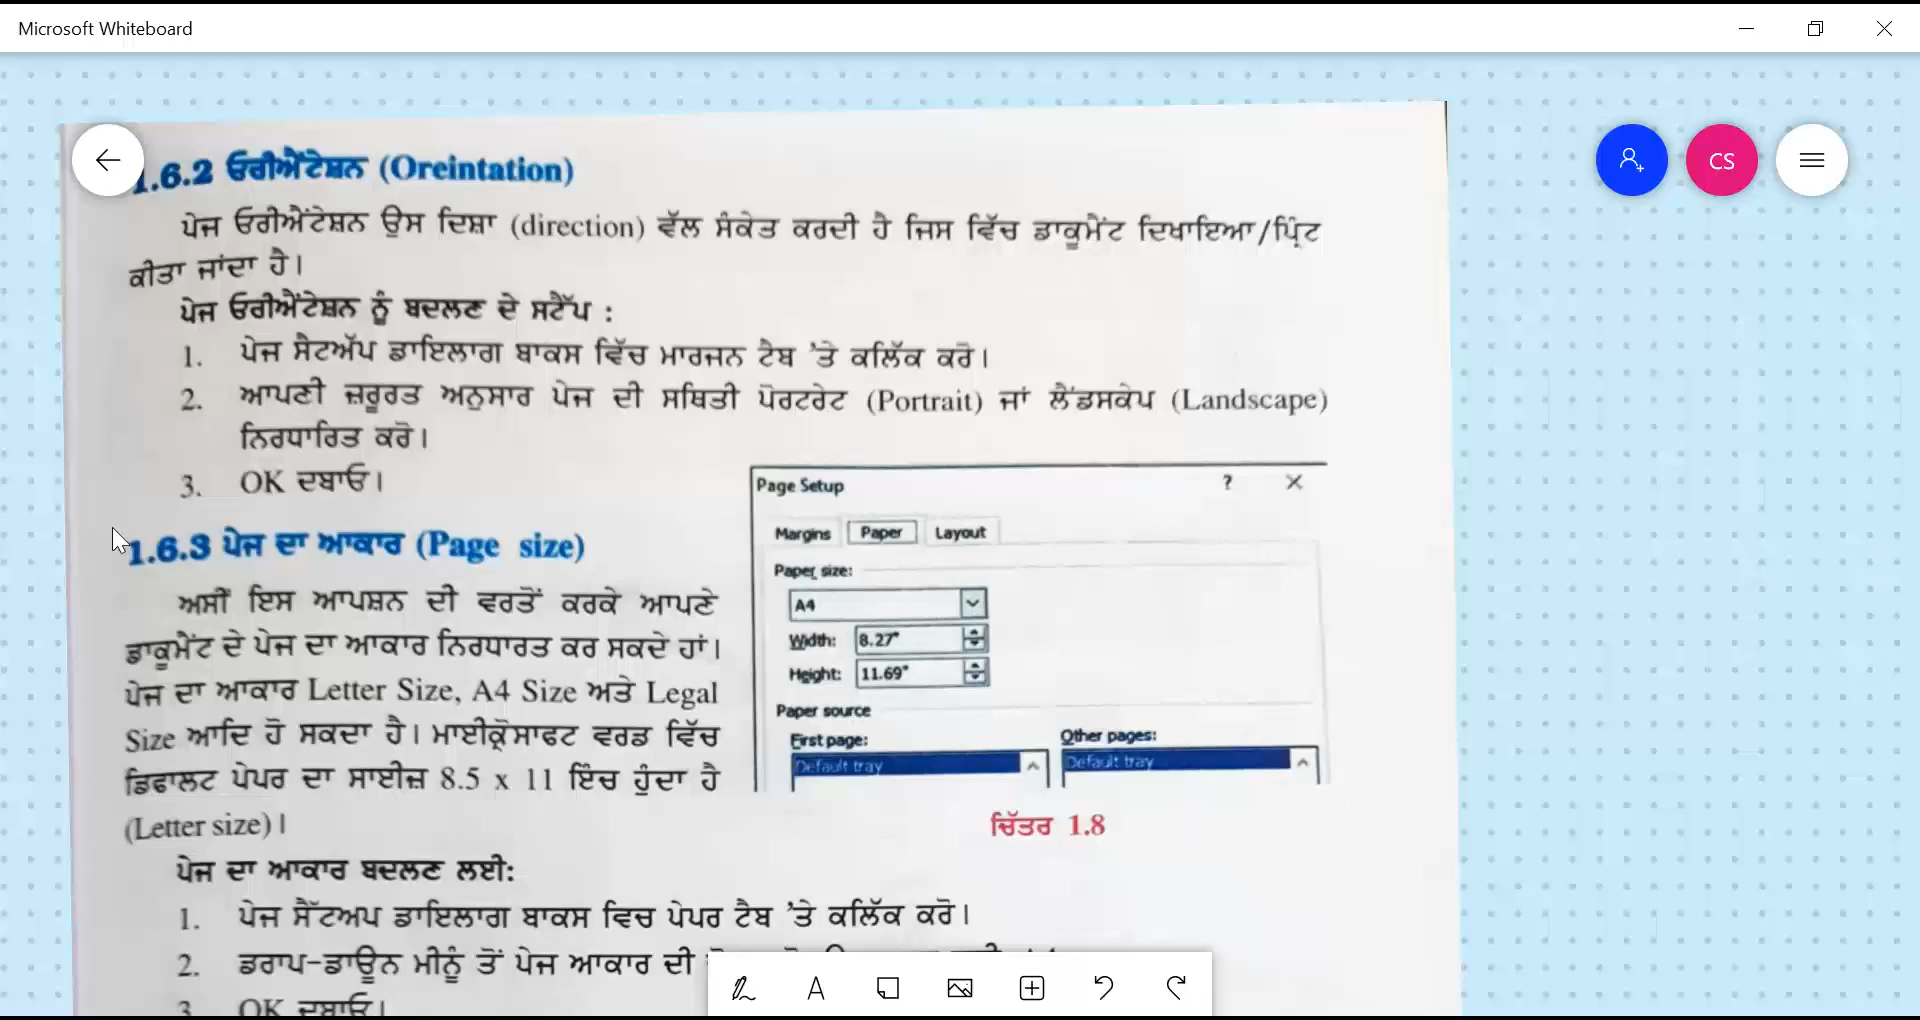 Microsoft Whiteboard
CS
1.6.2 ਓਰੀਐਂਟੇਸ਼ਨ (Oreintation)
ਪੇਜ ਓਰੀਐਂਟੇਸ਼ਨ ਉਸ ਦਿਸ਼ਾ (direction) ਵੱਲ ਸੰਕੇਤ ਕਰਦੀ ਹੈ ਜਿਸ ਵਿੱਚ ਡਾਕੂਮੈਂਟ ਦਿਖਾਇਆ/ਪ੍ਰਿੰਟ
ਕੀਤਾ ਜਾਂਦਾ ਹੈ।
ਪੇਜ ਓਰੀਐਂਟੇਸ਼ਨ ਨੂੰ ਬਦਲਣ ਦੇ ਸਟੈੱਪ :
1. ਪੇਜ ਸੈਟਅੱਪ ਡਾਇਲਾਗ ਬਾਕਸ ਵਿੱਚ ਮਾਰਜਨ ਟੈਬ 'ਤੇ ਕਲਿੱਕ ਕਰੋ।
2. ਆਪਣੀ ਜ਼ਰੂਰਤ ਅਨੁਸਾਰ ਪੇਜ ਦੀ ਸਥਿਤੀ ਪੋਰਟਰੇਟ (Portrait) ਜਾਂ ਲੈਂਡਸਕੇਪ (Landscape)
ਨਿਰਧਾਰਿਤ ਕਰੋ।
3. OK ਦਬਾਓ।
1.6.3 ਪੇਜ ਦਾ ਆਕਾਰ (Page size)
ਅਸੀਂ ਇਸ ਆਪਸ਼ਨ ਦੀ ਵਰਤੋਂ ਕਰਕੇ ਆਪਣੇ
ਡਾਕੂਮੈਂਟ ਦੇ ਪੇਜ ਦਾ ਆਕਾਰ ਨਿਰਧਾਰਤ ਕਰ ਸਕਦੇ ਹਾਂ।
ਪੇਜ ਦਾ ਆਕਾਰ Letter Size, A4 Size ਅਤੇ Legal
Size ਆਦਿ ਹੋ ਸਕਦਾ ਹੈ। ਮਾਈਕ੍ਰੋਸਾਫਟ ਵਰਡ ਵਿੱਚ
ਡਿਫਾਲਟ ਪੇਪਰ ਦਾ ਸਾਈਜ਼ 8.5 x 11 ਇੰਚ ਹੁੰਦਾ ਹੈ
(Letter size)।
Page Setup ?
Margins Paper Layout
Paper size:
A4
Width: 8.27"
Height: 11.69"
Paper source
First page: Other pages:
Default tray Default tray
ਚਿੱਤਰ 1.8
ਪੇਜ ਦਾ ਆਕਾਰ ਬਦਲਣ ਲਈ:
1. ਪੇਜ ਸੈੱਟਅਪ ਡਾਇਲਾਗ ਬਾਕਸ ਵਿਚ ਪੇਪਰ ਟੈਬ 'ਤੇ ਕਲਿੱਕ ਕਰੋ।
2. ਡਰਾਪ-ਡਾਊਨ ਮੀਨੂੰ ਤੋਂ ਪੇਜ ਆਕਾਰ ਦੀ
3. OK ਦਬਾਓ।